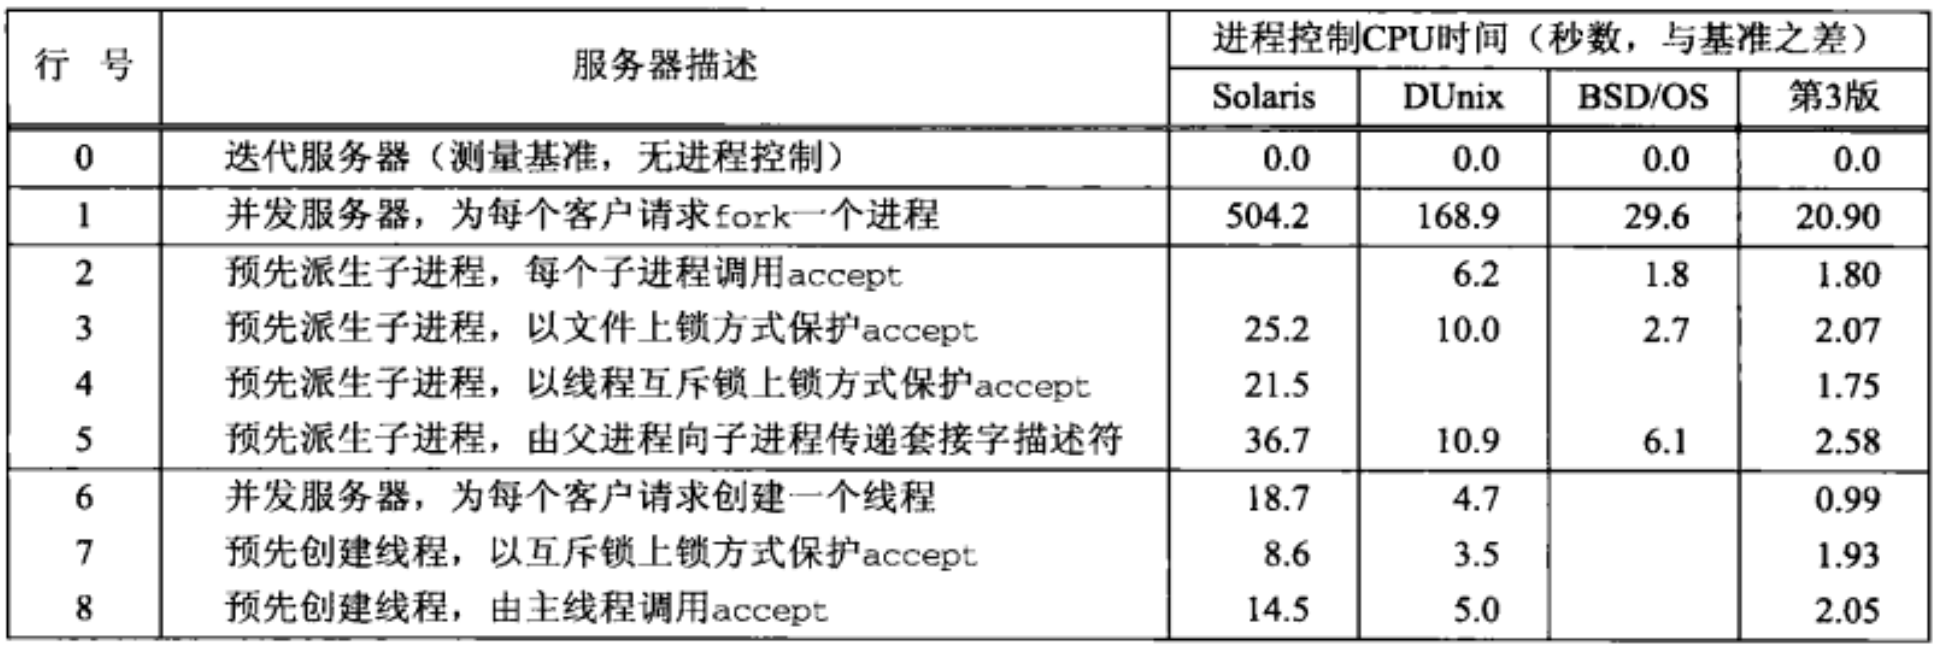 行 号 服务器描述 进程控制CPU时间（秒数，与基准之差）
Solaris DUnix BSD/OS 第3版
0 迭代服务器（测量基准，无进程控制） 0.0 0.0 0.0 0.0
1 并发服务器，为每个客户请求fork一个进程 504.2 168.9 29.6 20.90
2 预先派生子进程，每个子进程调用accept 6.2 1.8 1.80
3 预先派生子进程，以文件上锁方式保护accept 25.2 10.0 2.7 2.07
4 预先派生子进程，以线程互斥锁上锁方式保护accept 21.5 1.75
5 预先派生子进程，由父进程向子进程传递套接字描述符 36.7 10.9 6.1 2.58
6 并发服务器，为每个客户请求创建一个线程 18.7 4.7 0.99
7 预先创建线程，以互斥锁上锁方式保护accept 8.6 3.5 1.93
8 预先创建线程，由主线程调用accept 14.5 5.0 2.05